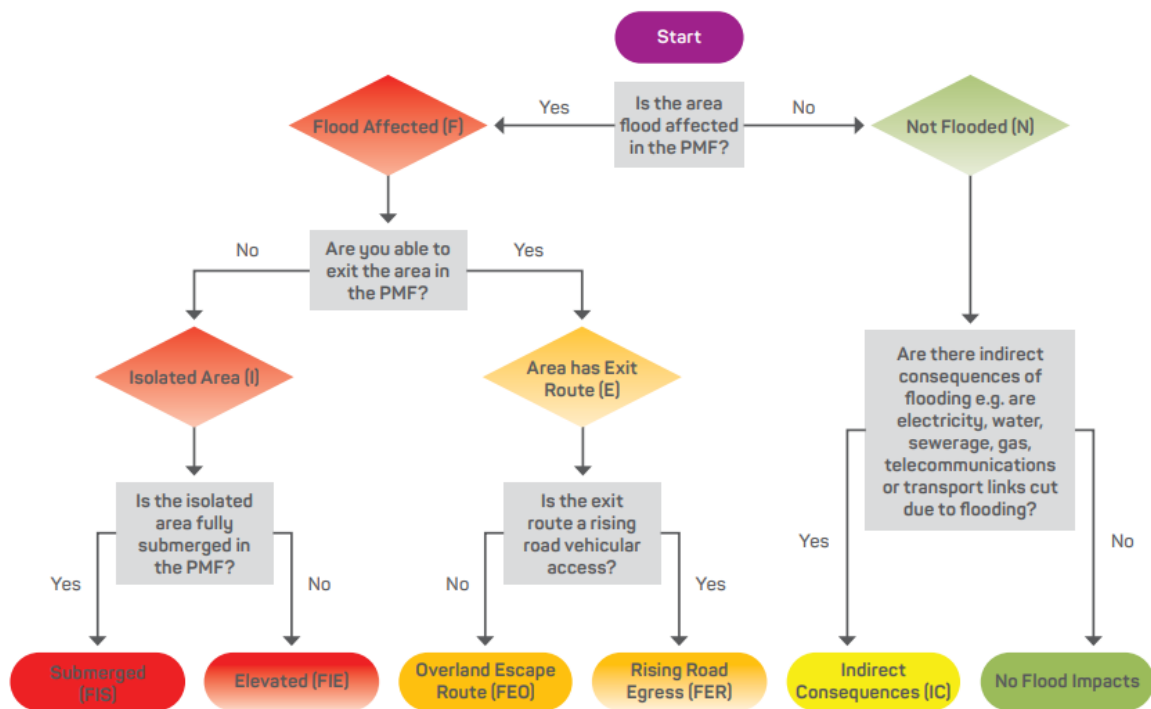 Start
Yes
Is the area
flood affected
in the PMF?
No
Flood Affected (F)
Not Flooded (N)
No
Are you able to
exit the area in
the PMF?
Yes
Isolated Area (I)
Area has Exit
Route (E)
Are there indirect
consequences of
flooding e.g. are
electricity, water,
sewerage, gas,
telecommunications
or transport links cut
due to flooding?
Is the isolated
area fully
submerged in
the PMF?
Is the exit
route a rising
road vehicular
access?
Yes
No
No
Yes
Yes
No
Submerged
(FIS)
Elevated (FIE)
Overland Escape
Route (FEO)
Rising Road
Egress (FER)
Indirect
Consequences (IC)
No Flood Impacts